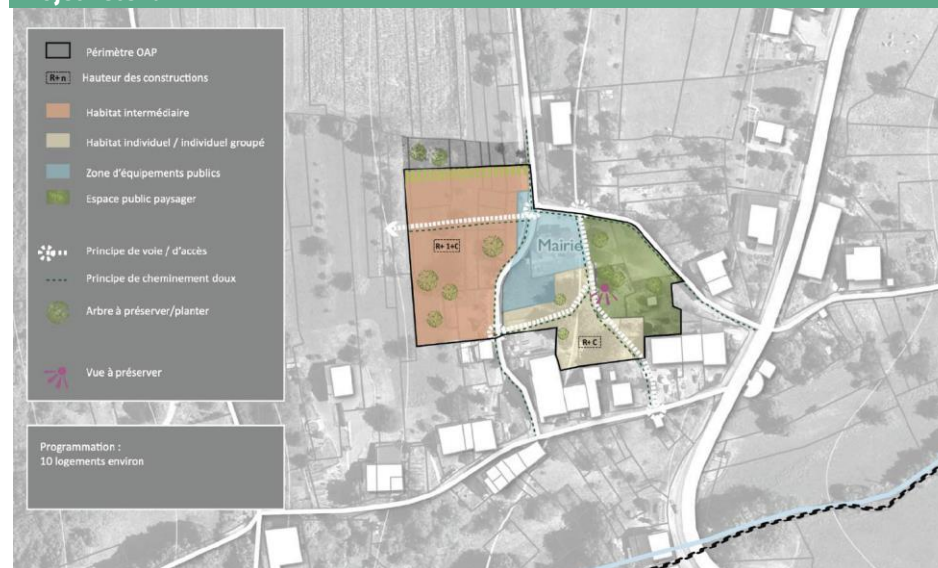 Périmètre OAP
R+n Hauteur des constructions
Habitat intermédiaire
Habitat individuel / individuel groupé
Zone d'équipements publics
Espace public paysager
Principe de voie / d'accès
Principe de cheminement doux
Arbre à préserver/planter
Vue à préserver
Programmation :
10 logements environ
R+ 1+C
Mairie
R+ C